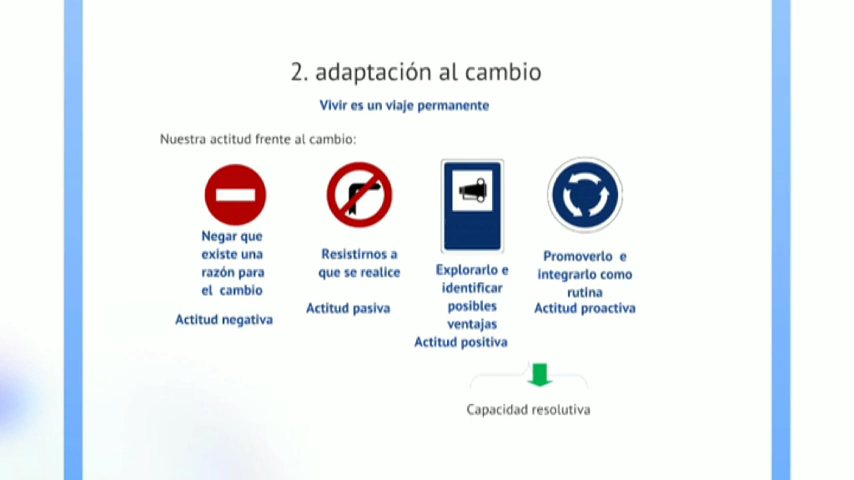 2. adaptación al cambio
Vivir es un viaje permanente
Nuestra actitud frente al cambio:
Negar que
existe una
razón para
el cambio
Actitud negativa
Resistirnos a
que se realice
Actitud pasiva
Explorarlo e
identificar
posibles
ventajas
Actitud positiva
Promoverlo e
integrarlo como
rutina
Actitud proactiva
Capacidad resolutiva